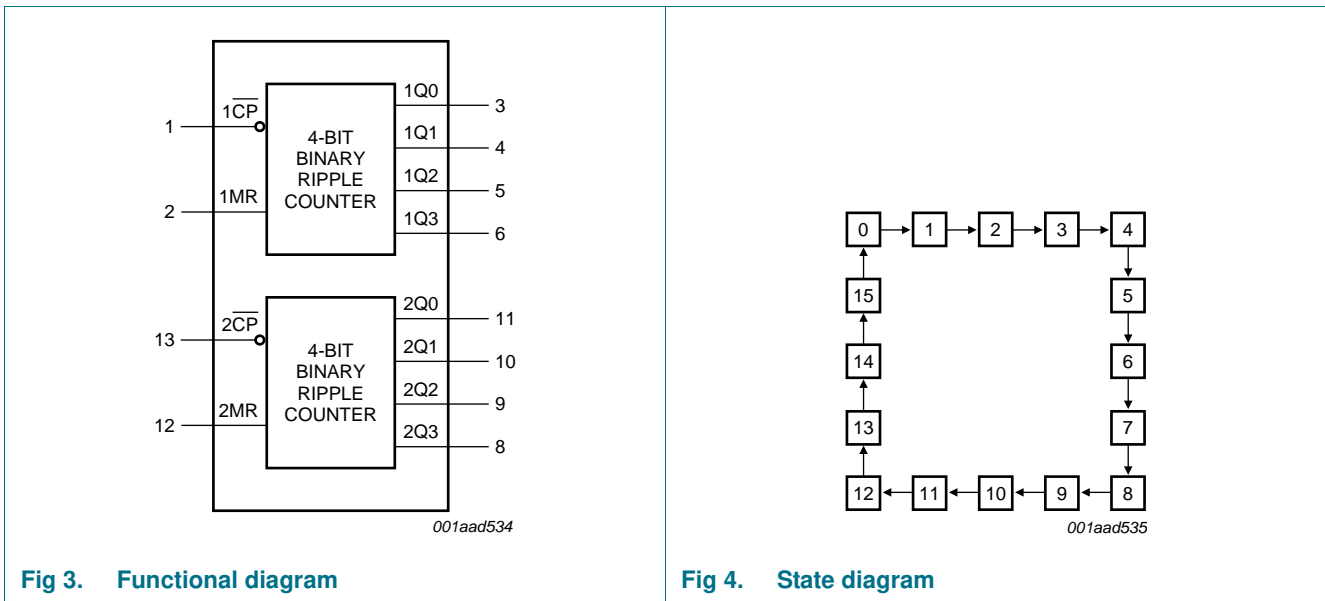 1C̅P̅
1
1MR
2
4-BIT
BINARY
RIPPLE
COUNTER
1Q0
3
1Q1
4
1Q2
5
1Q3
6
2C̅P̅
13
2MR
12
4-BIT
BINARY
RIPPLE
COUNTER
2Q0
11
2Q1
10
2Q2
9
2Q3
8
001aad534
Fig 3. Functional diagram
0 1 2 3 4
15 5
14 6
13 7
12 11 10 9 8
001aad535
Fig 4. State diagram